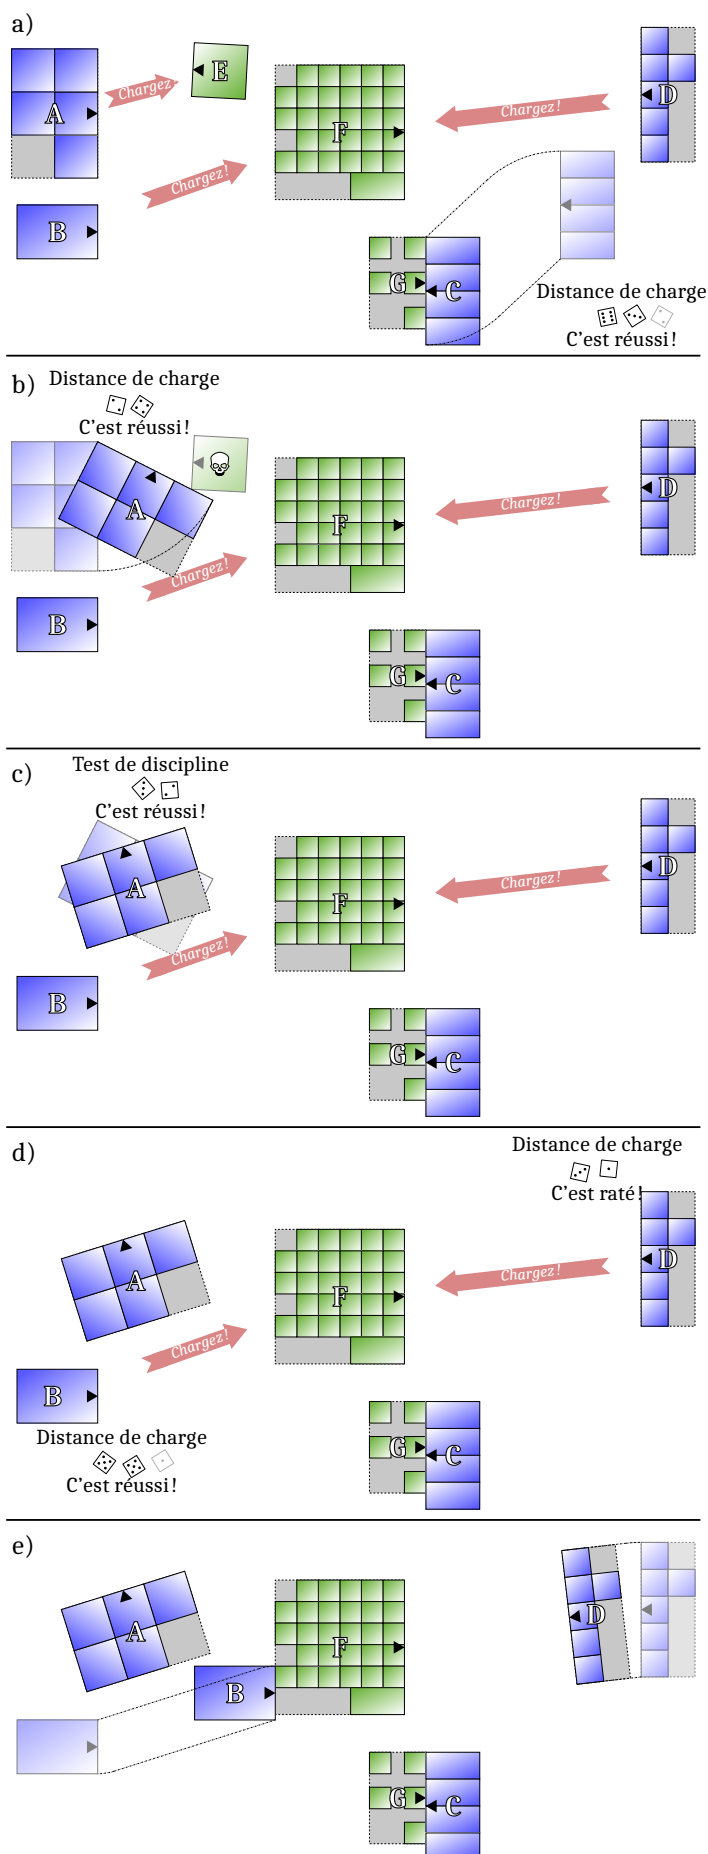 a)
A
E
F
D
Chargez!
Chargez!
Chargez!
B
G
C
Distance de charge
C'est réussi !
b)
Distance de charge
C'est réussi !
A
F
D
Chargez!
Chargez!
B
G
C
c)
Test de discipline
C'est réussi !
A
F
D
Chargez!
Chargez!
B
G
C
d)
Distance de charge
C'est raté !
A
F
D
Chargez!
Chargez!
B
G
C
Distance de charge
C'est réussi !
e)
A
F
D
B
G
C